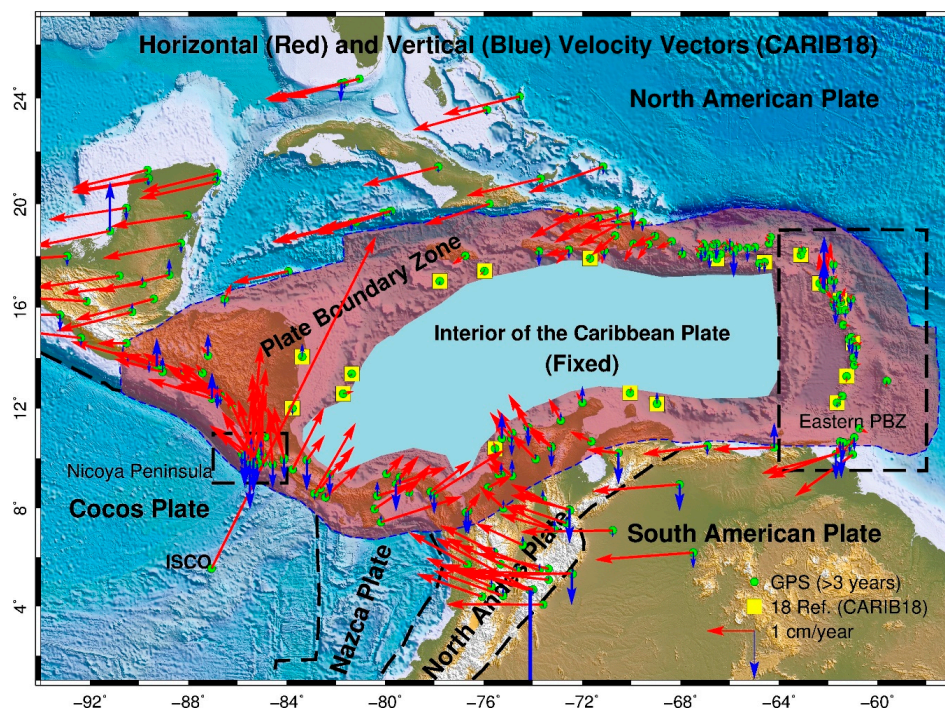 Horizontal (Red) and Vertical (Blue) Velocity Vectors (CARIB18)
North American Plate
24°
20°
16°
12°
8°
4°
Plate Boundary Zone
Interior of the Caribbean Plate
(Fixed)
Eastern PBZ
Nicoya Peninsula
Cocos Plate
ISCO
Nazca Plate
North Andes Plate
South American Plate
GPS (>3 years)
18 Ref. (CARIB18)
1 cm/year
−92° −88° −84° −80° −76° −72° −68° −64° −60°